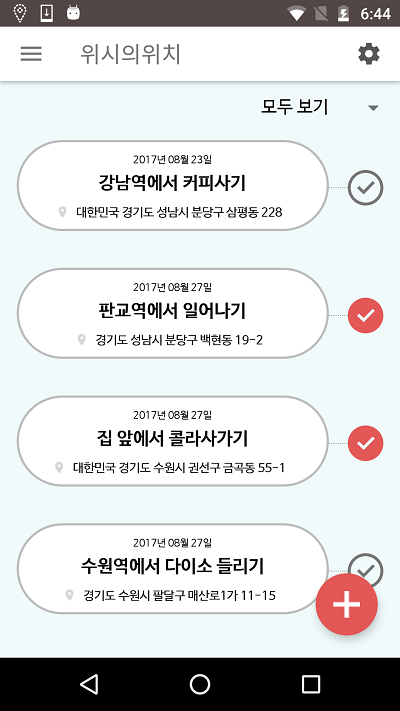 6:44
위시의위치
모두 보기
2017년 08월 23일
강남역에서 커피사기
대한민국 경기도 성남시 분당구 삼평동 228
2017년 08월 27일
판교역에서 일어나기
경기도 성남시 분당구 백현동 19-2
2017년 08월 27일
집 앞에서 콜라사가기
대한민국 경기도 수원시 권선구 금곡동 55-1
2017년 08월 27일
수원역에서 다이소 들리기
경기도 수원시 팔달구 매산로1가 11-15